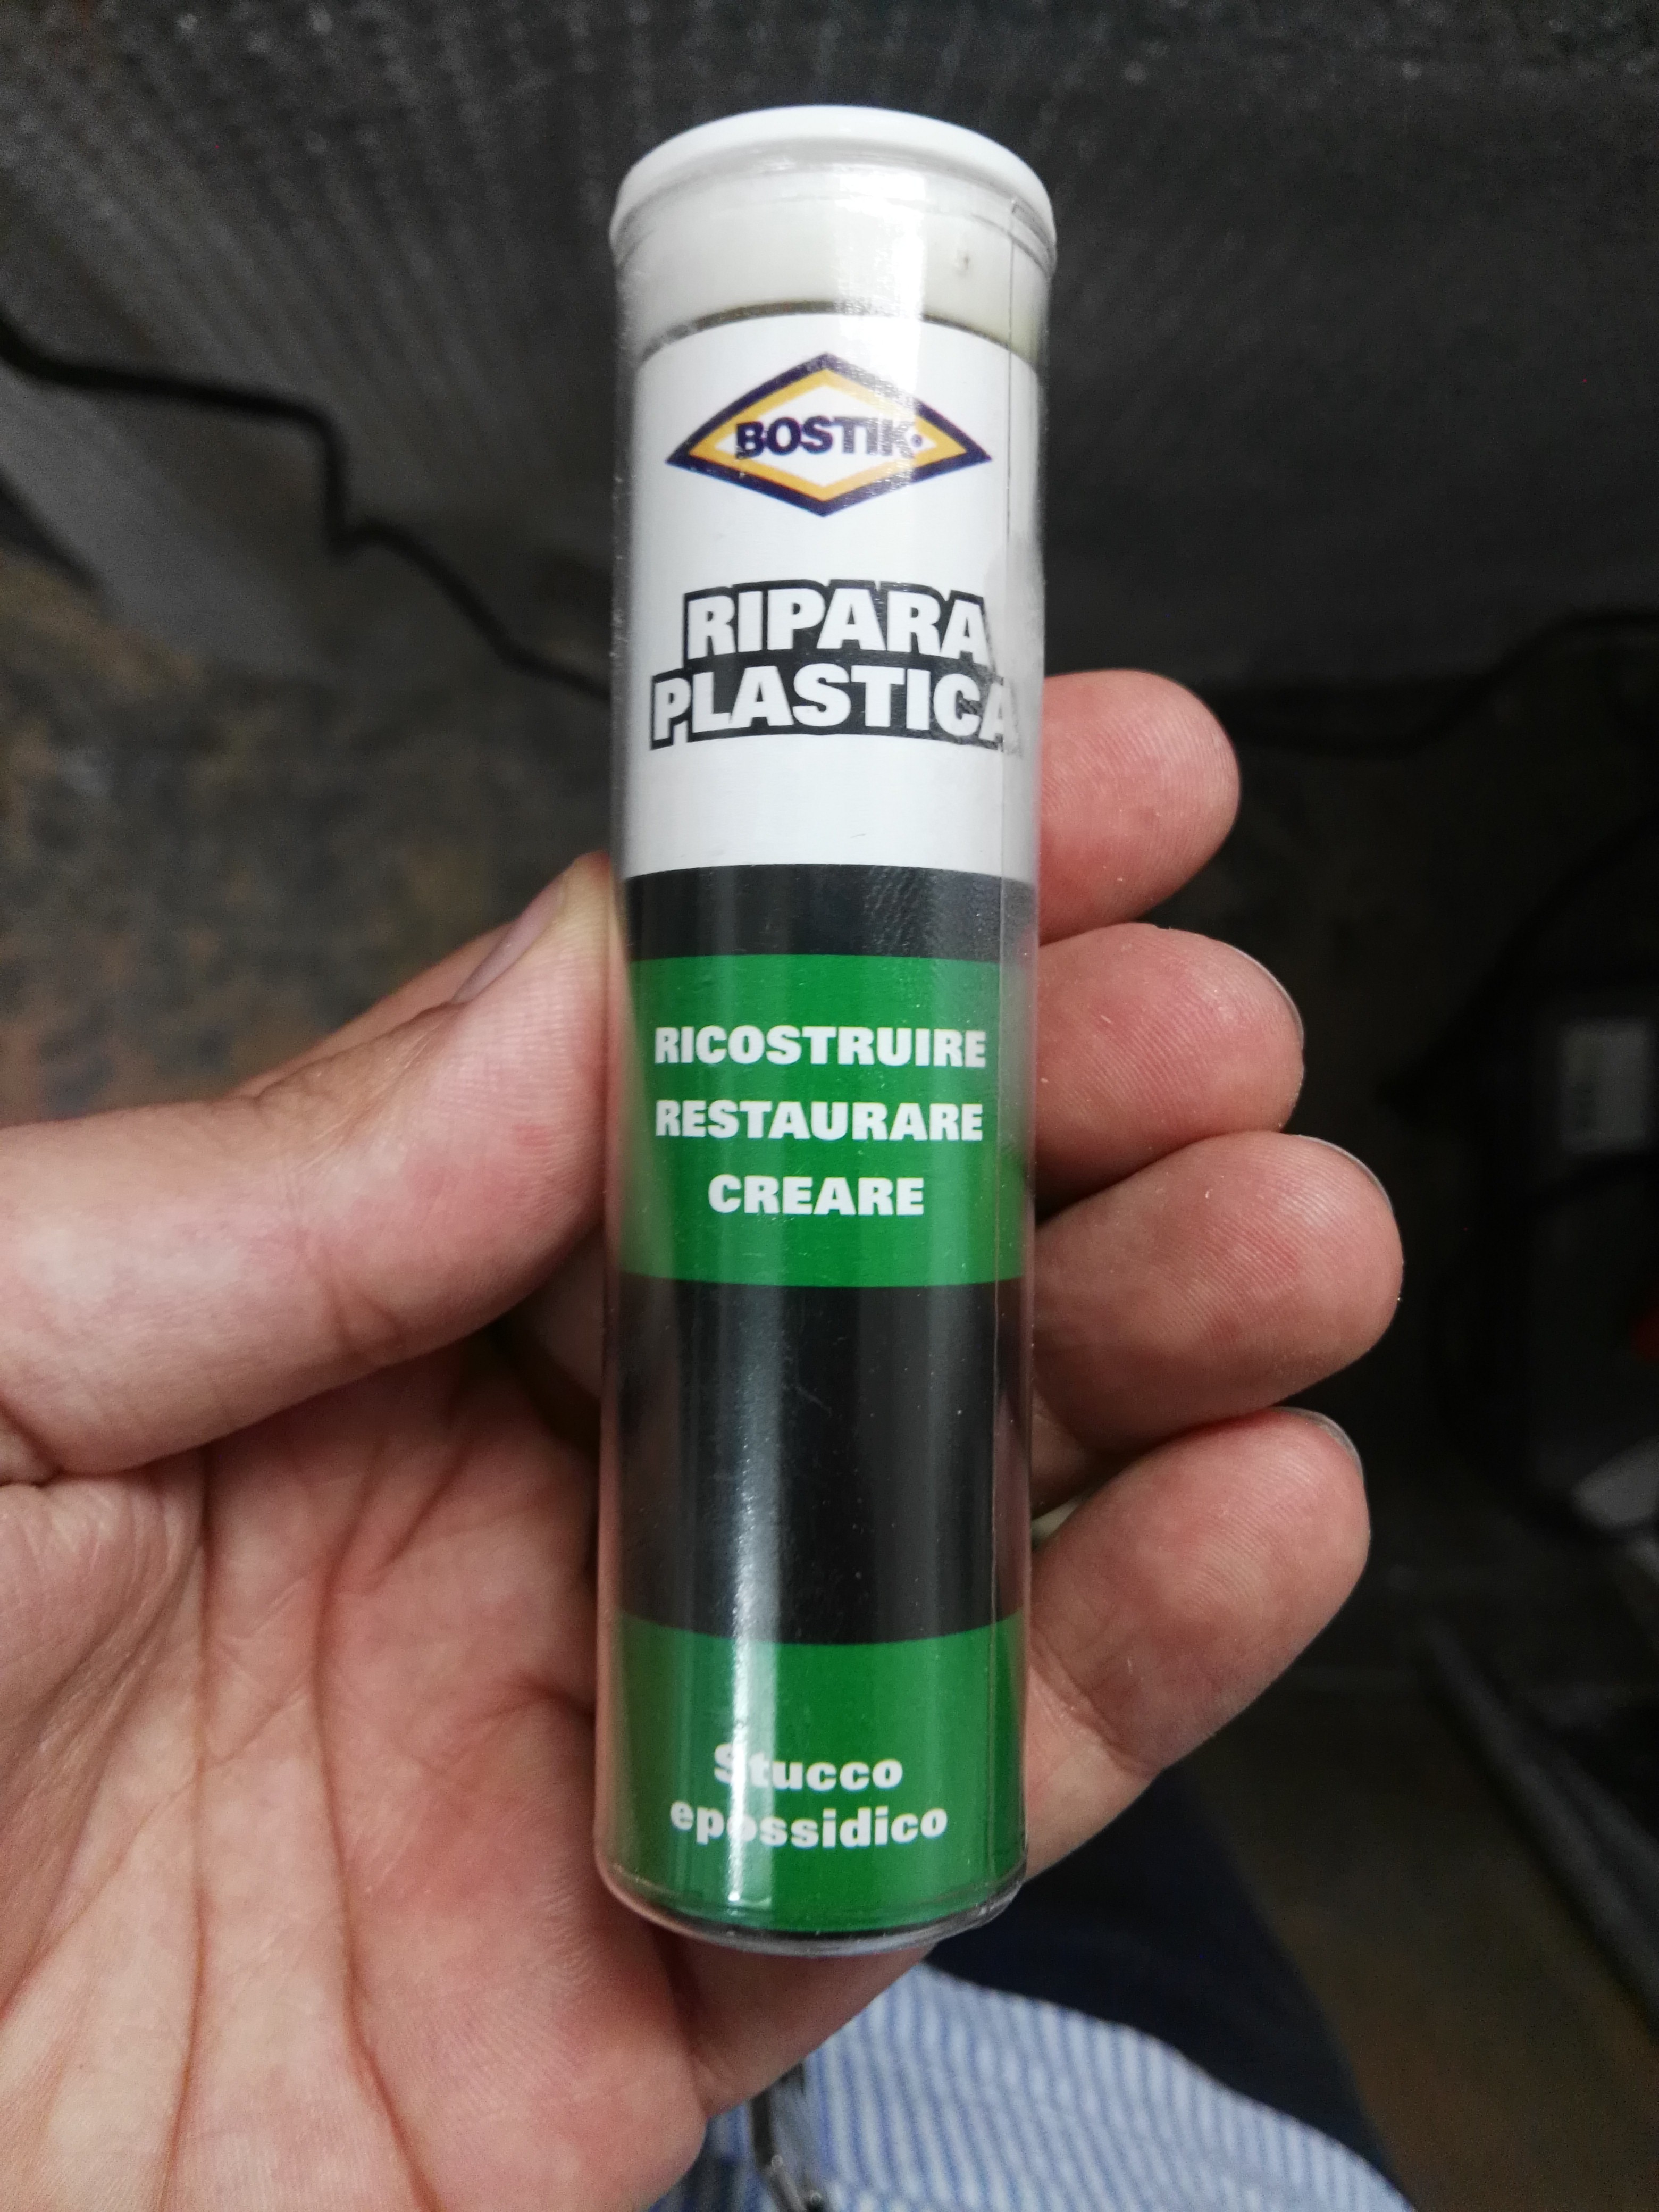 BOSTIK
RIPARA
PLASTICA
RICOSTRUIRE
RESTAURARE
CREARE
Stucco
epossidico